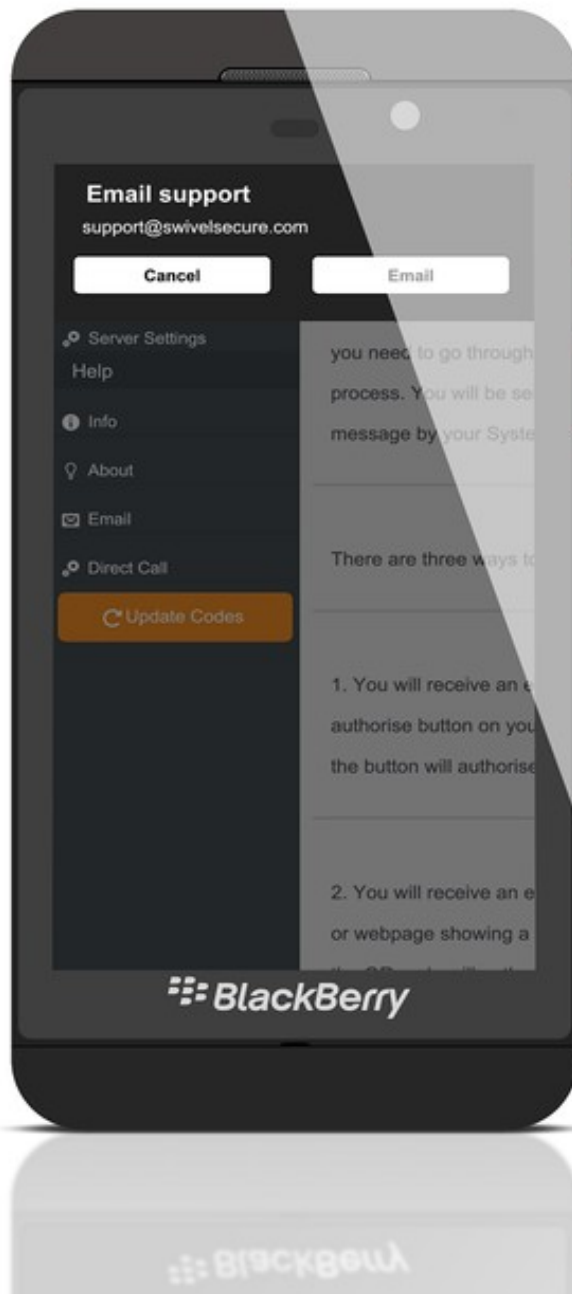 Email support
support@swivelsecure.com
Cancel
Email
Server Settings
Help
Info
About
Email
Direct Call
Update Codes
you need to go through
process. You will be se
message by your Syste
There are three ways to
1. You will receive an e
authorise button on you
the button will authorise
2. You will receive an e
or webpage showing a
BlackBerry
BlackBerry